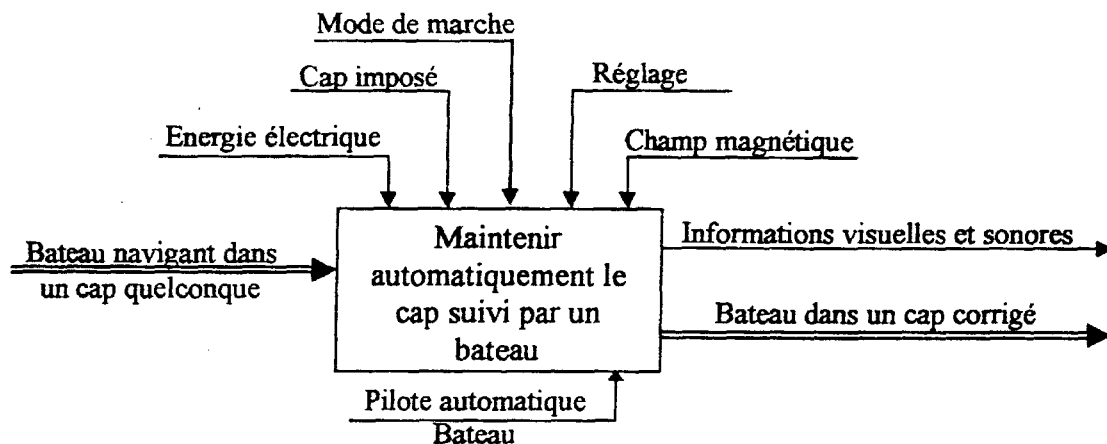 Mode de marche
Cap imposé
Réglage
Energie électrique
Champ magnétique
Bateau navigant dans
un cap quelconque
Maintenir
automatiquement le
cap suivi par un
bateau
Informations visuelles et sonores
Bateau dans un cap corrigé
Pilote automatique
Bateau